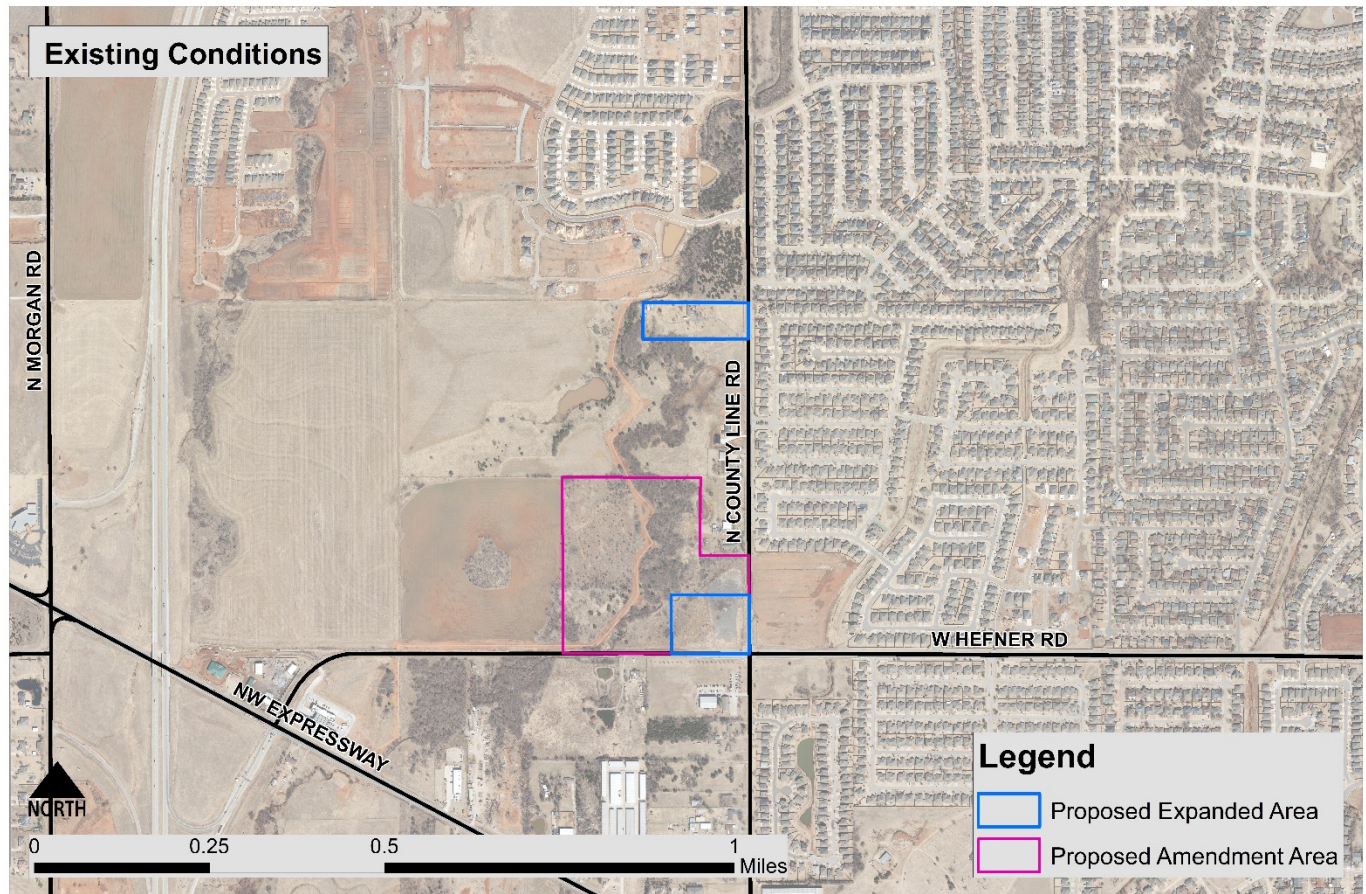 Existing Conditions
N MORGAN RD
N COUNTY LINE RD
W HEFNER RD
NW EXPRESSWAY
NORTH
0 0.25 0.5 1
Miles
Legend
Proposed Expanded Area
Proposed Amendment Area